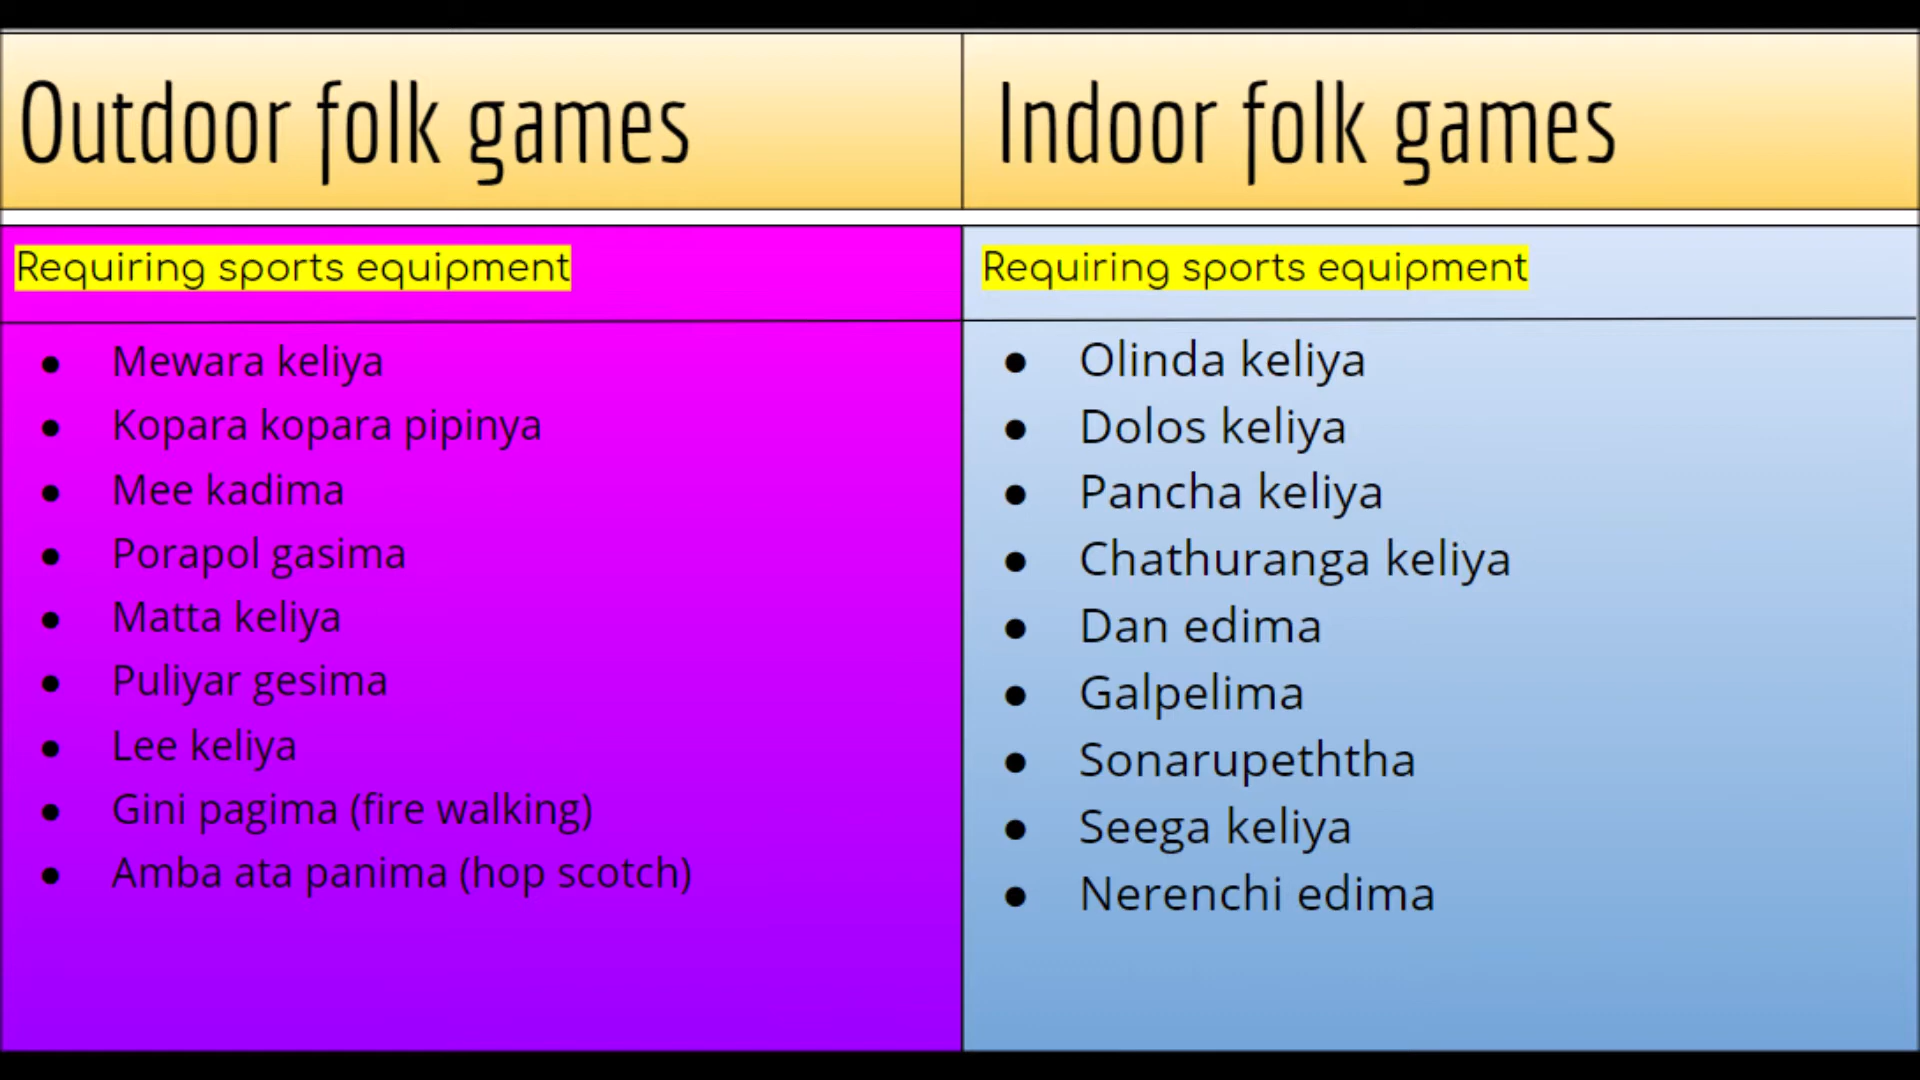 Outdoor folk games
Requiring sports equipment
● Mewara keliya
● Kopara kopara pipinya
● Mee kadima
● Porapol gasima
● Matta keliya
● Puliyar gesima
● Lee keliya
● Gini pagima (fire walking)
● Amba ata panima (hop scotch)
Indoor folk games
Requiring sports equipment
● Olinda keliya
● Dolos keliya
● Pancha keliya
● Chathuranga keliya
● Dan edima
● Galpelima
● Sonarupeththa
● Seega keliya
● Nerenchi edima